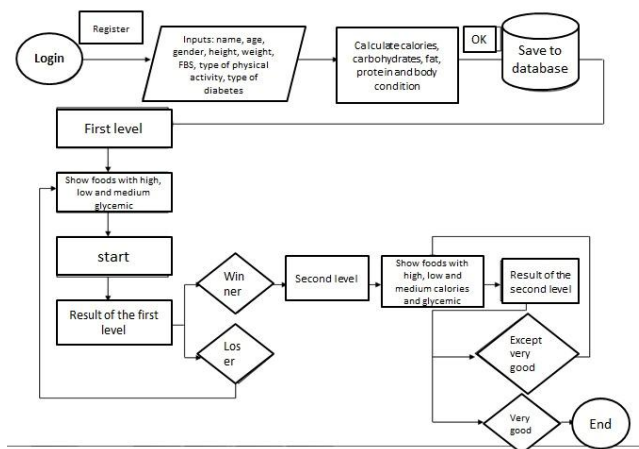 Login
Register
Inputs: name, age,
gender, height, weight,
FBS, type of physical
activity, type of
diabetes
Calculate calories,
carbohydrates, fat,
protein and body
condition
OK
Save to
database
First level
Show foods with high,
low and medium
glycemic
start
Result of the first
level
Win
ner
Los
er
Second level
Show foods with
high, low and
medium calories
and glycemic
Result of the
second level
Except
very
good
Very
good
End